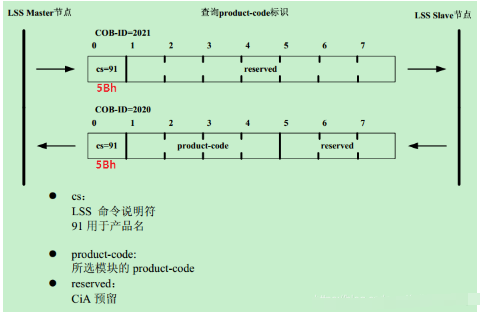 LSS Master节点 查询product-code标识 LSS Slave节点
COB-ID=2021
0 1 2 3 4 5 6 7
cs=91 reserved
5Bh
COB-ID=2020
0 1 2 3 4 5 6 7
cs=91 product-code reserved
5Bh
● cs：
LSS 命令说明符
91 用于产品名
● product-code:
所选模块的 product-code
● reserved：
CiA 预留